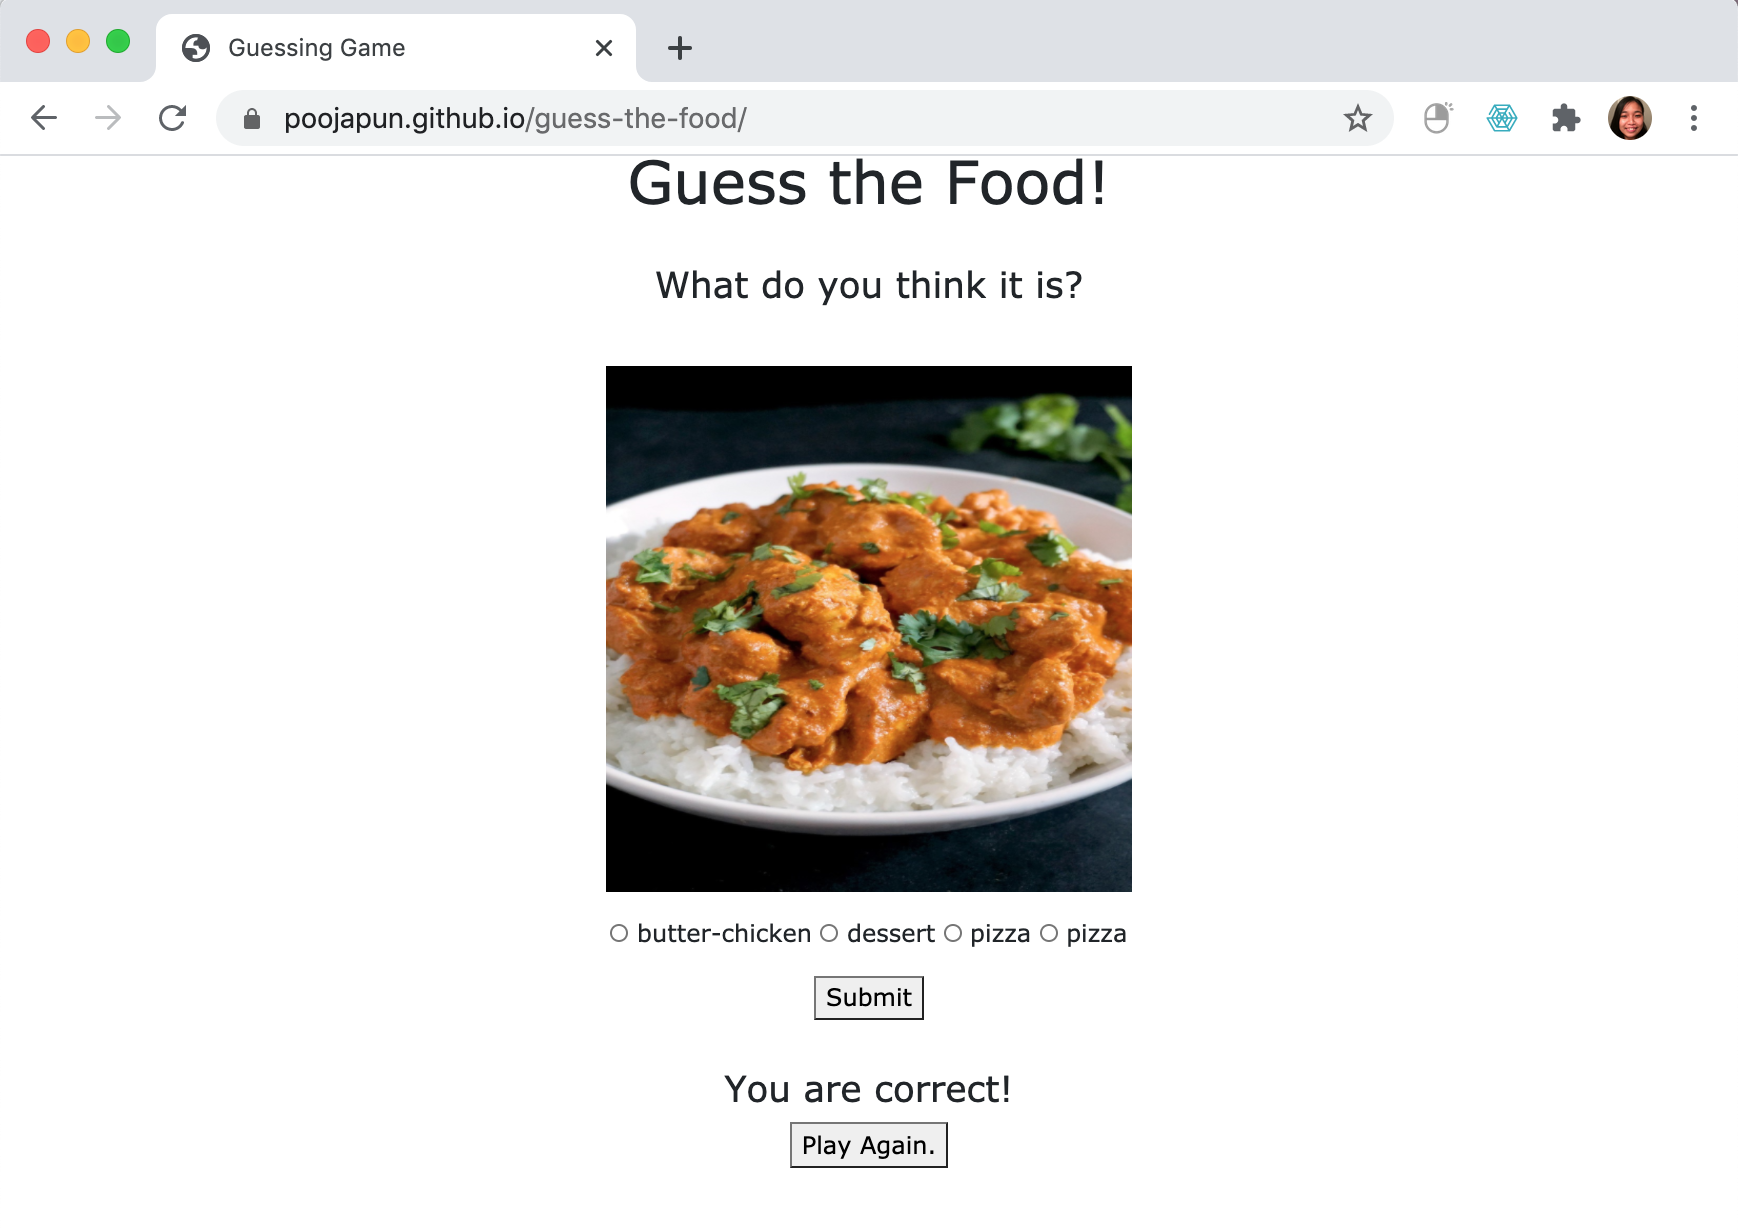 Guessing Game
poojapun.github.io/guess-the-food/
Guess the Food!
What do you think it is?
butter-chicken dessert pizza pizza
Submit
You are correct!
Play Again.